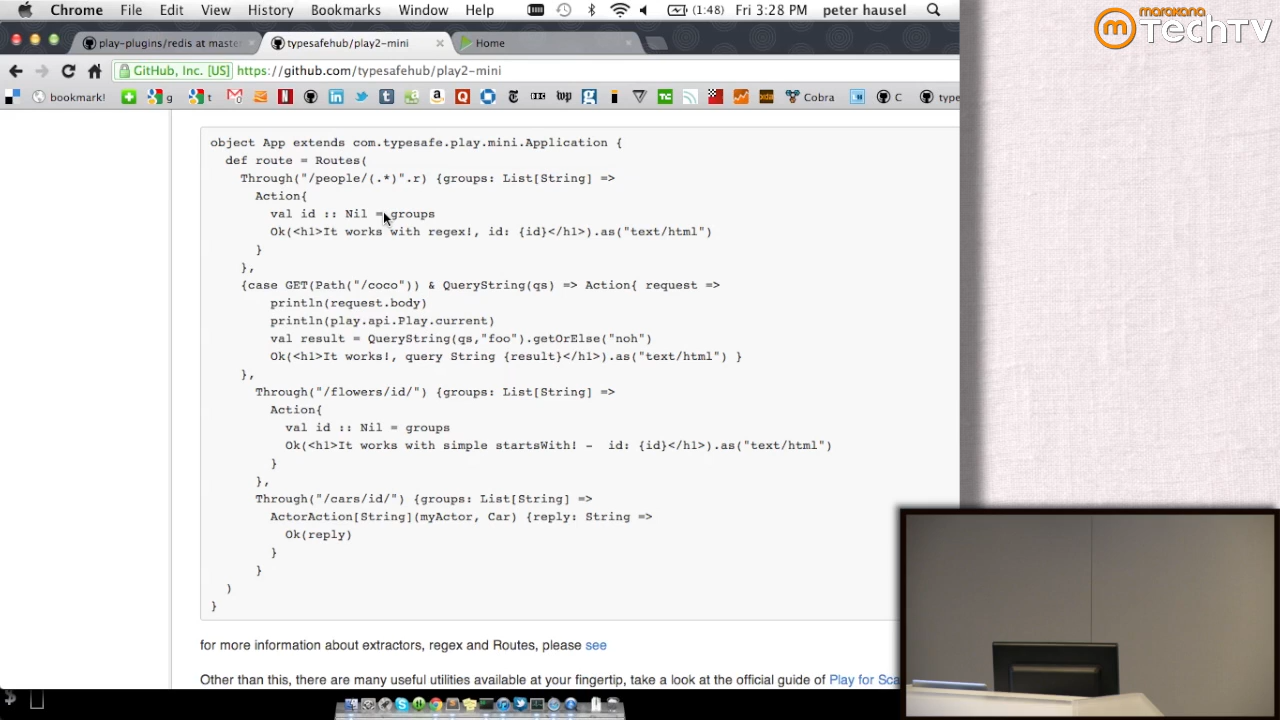 Chrome File Edit View History Bookmarks Window Help (1:48) Fri 3:28 PM peter hausel
marakana
TechTV
play-plugins/redis at master typesafehub/play2-mini Home
GitHub, Inc. [US] https://github.com/typesafehub/play2-mini
bookmark! g t Cobra C type
object App extends com.typesafe.play.mini.Application {
def route = Routes(
Through("/people/(.*)".r) {groups: List[String] =>
Action{
val id :: Nil = groups
Ok(<h1>It works with regex!, id: {id}</h1>).as("text/html")
}
},
{case GET(Path("/coco")) & QueryString(qs) => Action{ request =>
println(request.body)
println(play.api.Play.current)
val result = QueryString(qs,"foo").getOrElse("noh")
Ok(<h1>It works!, query String {result}</h1>).as("text/html") }
},
Through("/flowers/id/") {groups: List[String] =>
Action{
val id :: Nil = groups
Ok(<h1>It works with simple startsWith! - id: {id}</h1>).as("text/html")
}
},
Through("/cars/id/") {groups: List[String] =>
ActorAction[String](myActor, Car) {reply: String =>
Ok(reply)
}
}
)
}
for more information about extractors, regex and Routes, please see
Other than this, there are many useful utilities available at your fingertip, take a look at the official guide of Play for Sca